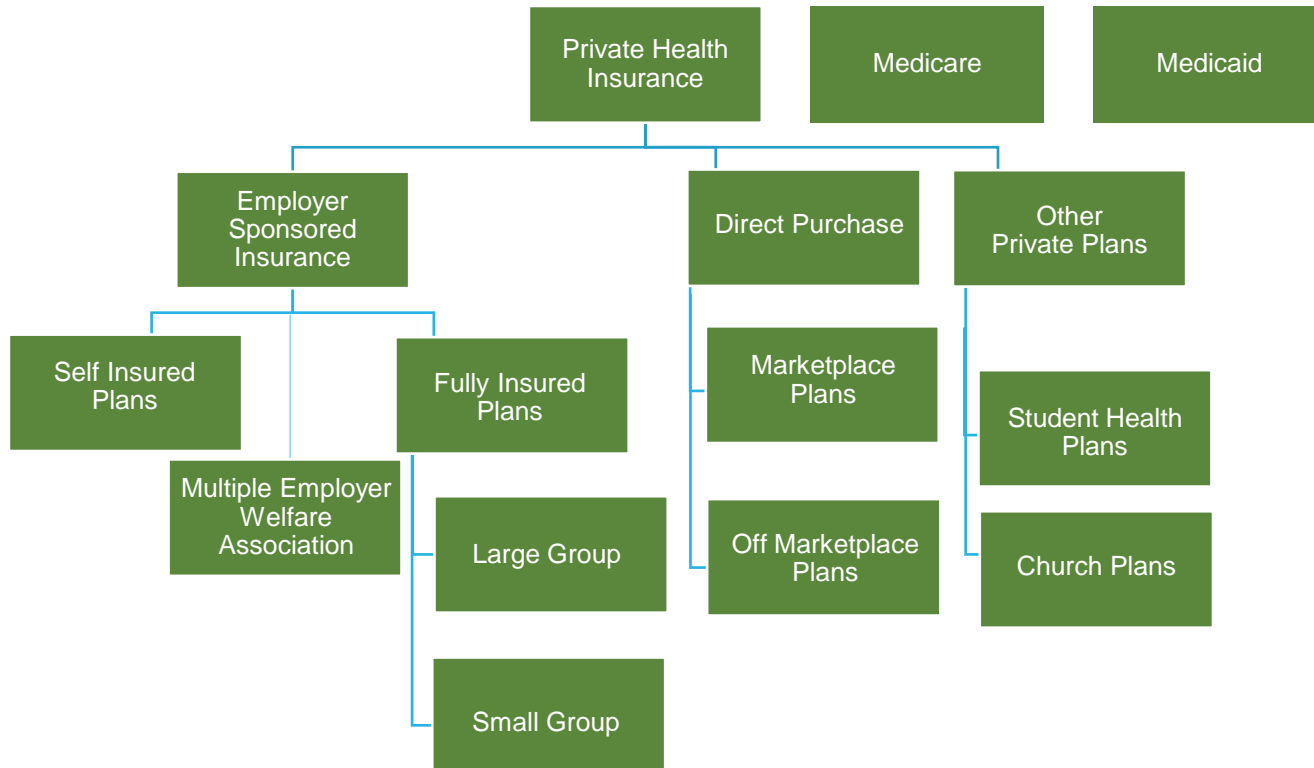 Private Health
Insurance
Medicare
Medicaid
Employer
Sponsored
Insurance
Direct Purchase
Other
Private Plans
Self Insured
Plans
Fully Insured
Plans
Marketplace
Plans
Student Health
Plans
Multiple Employer
Welfare
Association
Large Group
Off Marketplace
Plans
Church Plans
Small Group